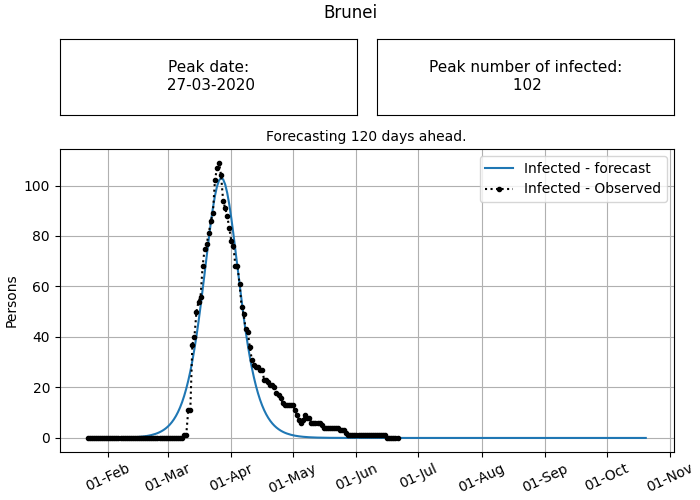 Brunei
Peak date:
27-03-2020
Peak number of infected:
102
Forecasting 120 days ahead.
Infected - forecast
Infected - Observed
Persons
100
80
60
40
20
0
01-Feb
01-Mar
01-Apr
01-May
01-Jun
01-Jul
01-Aug
01-Sep
01-Oct
01-Nov